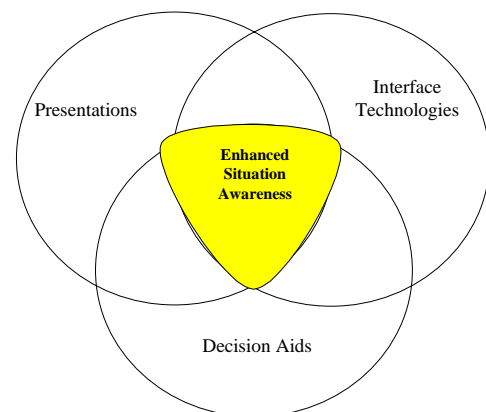 Presentations
Interface
Technologies
Enhanced
Situation
Awareness
Decision Aids